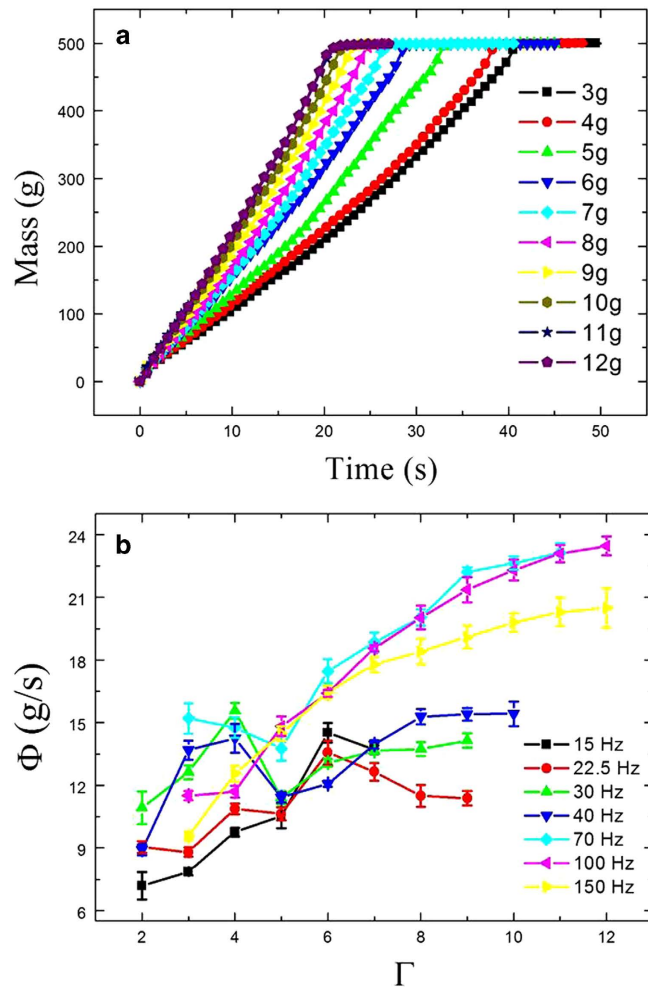 a
500
400
300
200
100
0
Mass (g)
3g
4g
5g
6g
7g
8g
9g
10g
11g
12g
0 10 20 30 40 50
Time (s)
b
24
21
18
15
12
9
6
Φ (g/s)
15 Hz
22.5 Hz
30 Hz
40 Hz
70 Hz
100 Hz
150 Hz
2 4 6 8 10 12
Γ